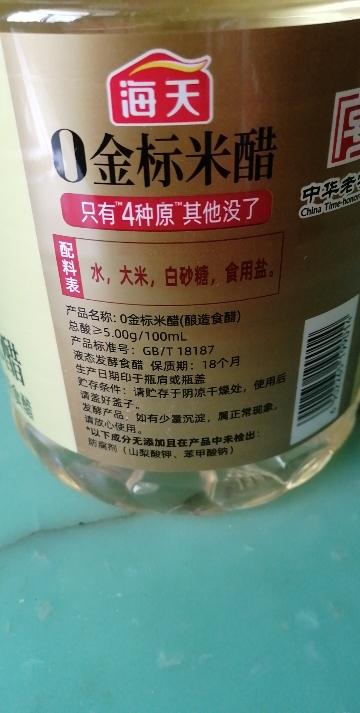 海天
0金标米醋
只有"4种原"其他没了
配料表
水，大米，白砂糖，食用盐。
产品名称：0金标米醋(酿造食醋)
总酸≥5.00g/100mL
产品标准号：GB/T 18187
液态发酵食醋 保质期：18个月
生产日期印于瓶肩或瓶盖
贮存条件：请贮存于阴凉干燥处，使用后
请盖好盖子。
发酵产品，如有少量沉淀，属正常现象，
请放心使用。
*以下成分无添加且在产品中未检出：
防腐剂（山梨酸钾、苯甲酸钠）
中华老
China Time-hono